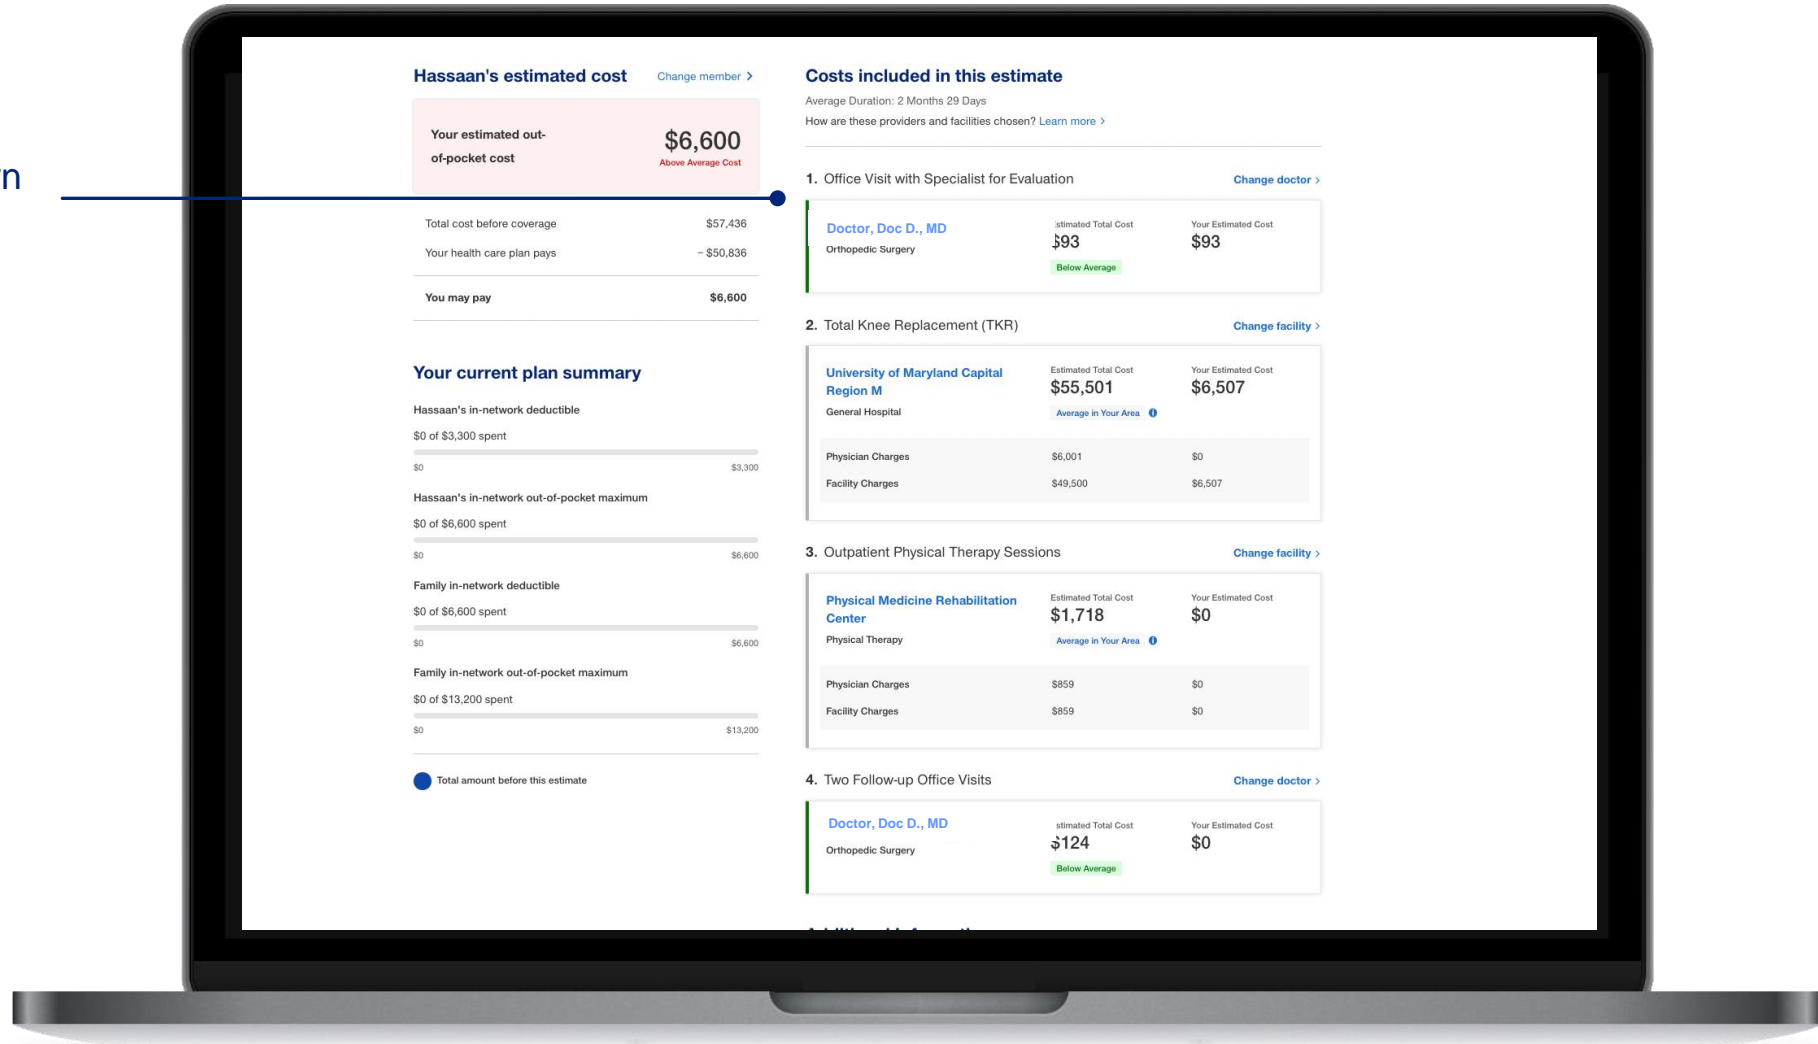 Hassaan's estimated cost
Change member >
Your estimated out-
of-pocket cost
$6,600
Above Average Cost
Total cost before coverage $57,436
Your health care plan pays – $50,836
You may pay $6,600
Your current plan summary
Hassaan's in-network deductible
$0 of $3,300 spent
$0 $3,300
Hassaan's in-network out-of-pocket maximum
$0 of $6,600 spent
$0 $6,600
Family in-network deductible
$0 of $6,600 spent
$0 $6,600
Family in-network out-of-pocket maximum
$0 of $13,200 spent
$0 $13,200
Total amount before this estimate
Costs included in this estimate
Average Duration: 2 Months 29 Days
How are these providers and facilities chosen? Learn more >
1. Office Visit with Specialist for Evaluation Change doctor >
Doctor, Doc D., MD
Orthopedic Surgery
stimated Total Cost
$93
Below Average
Your Estimated Cost
$93
2. Total Knee Replacement (TKR) Change facility >
University of Maryland Capital
Region M
General Hospital
Estimated Total Cost
$55,501
Average in Your Area
Your Estimated Cost
$6,507
Physician Charges $6,001 $0
Facility Charges $49,500 $6,507
3. Outpatient Physical Therapy Sessions Change facility >
Physical Medicine Rehabilitation
Center
Physical Therapy
Estimated Total Cost
$1,718
Average in Your Area
Your Estimated Cost
$0
Physician Charges $859 $0
Facility Charges $859 $0
4. Two Follow-up Office Visits Change doctor >
Doctor, Doc D., MD
Orthopedic Surgery
stimated Total Cost
$124
Below Average
Your Estimated Cost
$0